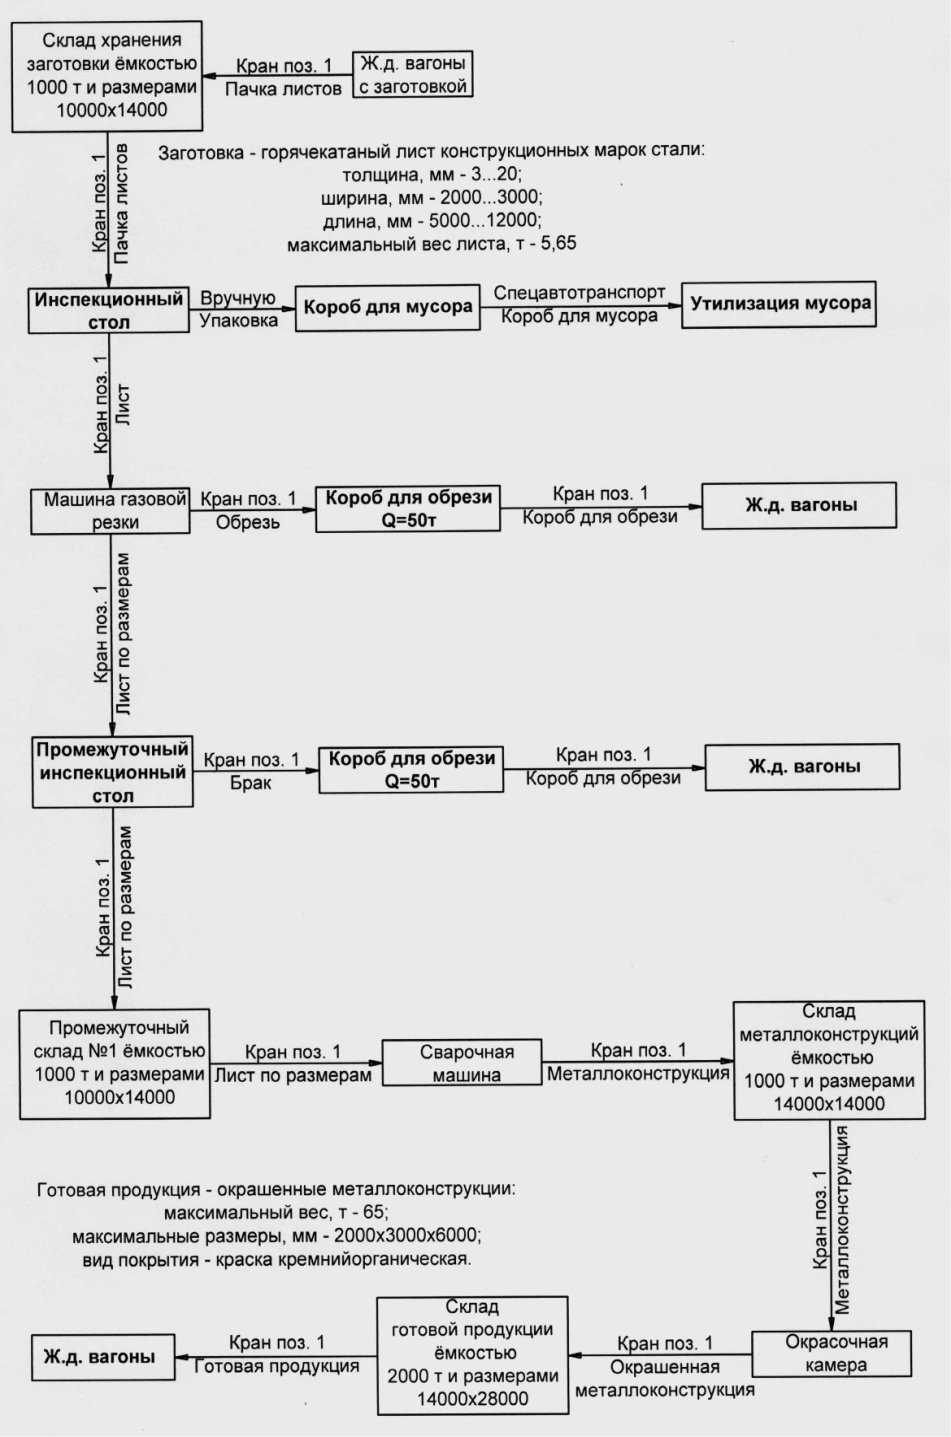 Склад хранения
заготовки ёмкостью
1000 т и размерами
10000х14000
Кран поз. 1
Пачка листов
Ж.д. вагоны
с заготовкой
Кран поз. 1
Пачка листов
Заготовка - горячекатаный лист конструкционных марок стали:
толщина, мм - 3...20;
ширина, мм - 2000...3000;
длина, мм - 5000...12000;
максимальный вес листа, т - 5,65
Инспекционный
стол
Вручную
Упаковка
Короб для мусора
Спецавтотранспорт
Короб для мусора
Утилизация мусора
Кран поз. 1
Лист
Машина газовой
резки
Кран поз. 1
Обрезь
Короб для обрези
Q=50т
Кран поз. 1
Короб для обрези
Ж.д. вагоны
Кран поз. 1
Лист по размерам
Промежуточный
инспекционный
стол
Кран поз. 1
Брак
Короб для обрези
Q=50т
Кран поз. 1
Короб для обрези
Ж.д. вагоны
Кран поз. 1
Лист по размерам
Промежуточный
склад №1 ёмкостью
1000 т и размерами
10000х14000
Кран поз. 1
Лист по размерам
Сварочная
машина
Кран поз. 1
Металлоконструкция
Склад
металлоконструкций
ёмкостью
1000 т и размерами
14000х14000
Кран поз. 1
Металлоконструкция
Готовая продукция - окрашенные металлоконструкции:
максимальный вес, т - 65;
максимальные размеры, мм - 2000х3000х6000;
вид покрытия - краска кремнийорганическая.
Окрасочная
камера
Кран поз. 1
Окрашенная
металлоконструкция
Склад
готовой продукции
ёмкостью
2000 т и размерами
14000х28000
Кран поз. 1
Готовая продукция
Ж.д. вагоны